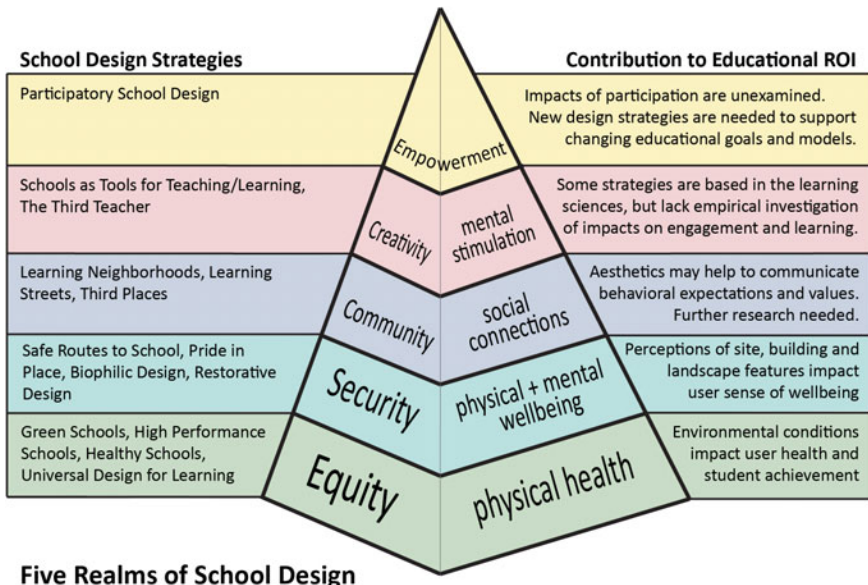 School Design Strategies
Contribution to Educational ROI
Participatory School Design
Empowerment
Impacts of participation are unexamined.
New design strategies are needed to support
changing educational goals and models.
Schools as Tools for Teaching/Learning,
The Third Teacher
Creativity
mental
stimulation
Some strategies are based in the learning
sciences, but lack empirical investigation
of impacts on engagement and learning.
Learning Neighborhoods, Learning
Streets, Third Places
Community
social
connections
Aesthetics may help to communicate
behavioral expectations and values.
Further research needed.
Safe Routes to School, Pride in
Place, Biophilic Design, Restorative
Design
Security
physical + mental
wellbeing
Perceptions of site, building and
landscape features impact
user sense of wellbeing
Green Schools, High Performance
Schools, Healthy Schools,
Universal Design for Learning
Equity
physical health
Environmental conditions
impact user health and
student achievement
Five Realms of School Design